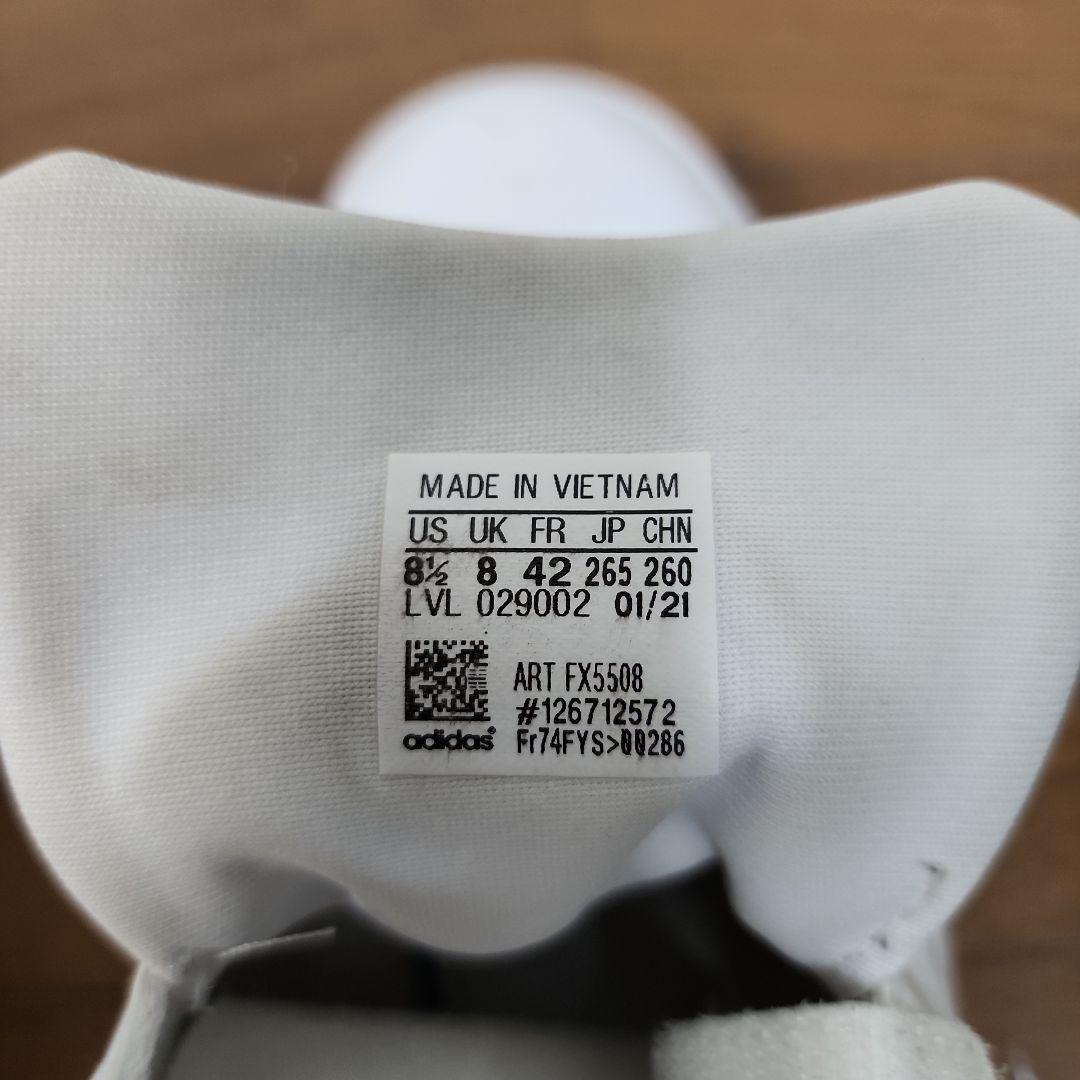 MADE IN VIETNAM
US UK FR JP CHN
8½ 8 42 265 260
LVL 029002 01/21
ART FX5508
#126712572
adidas® Fr74FYS>00286